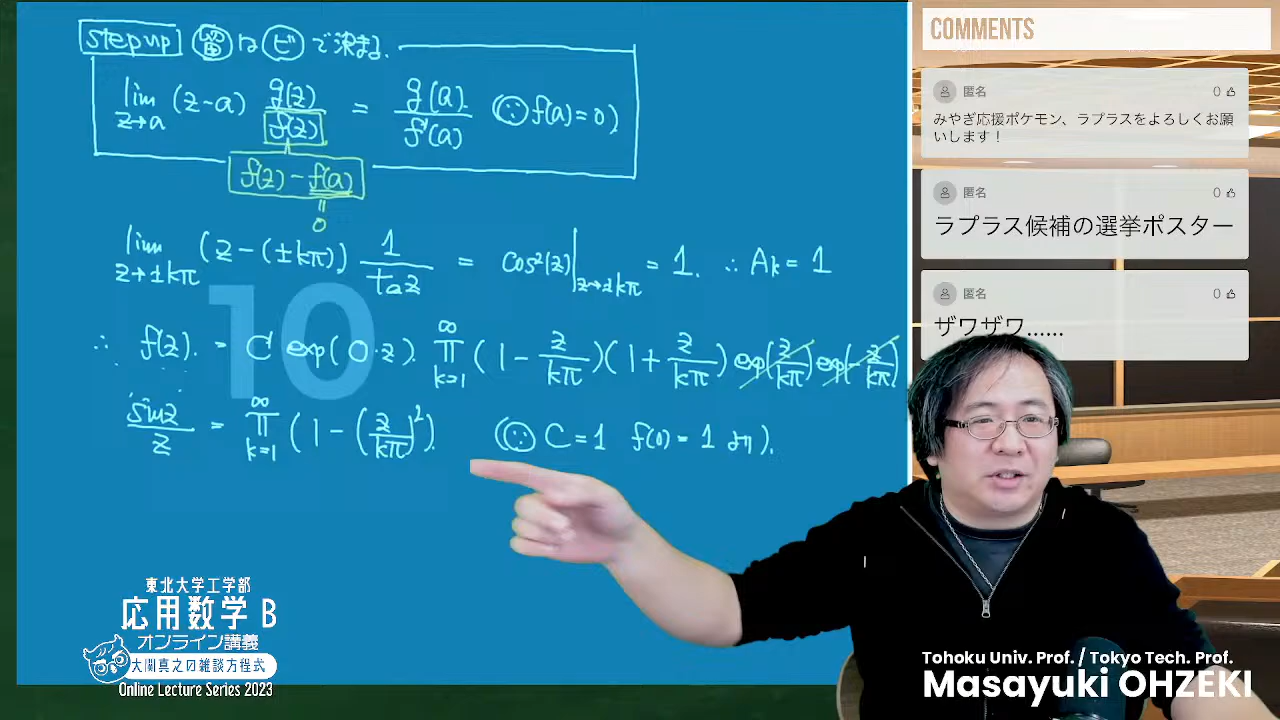 step up 留はビで決まる.
lim z→a (z-a) g(z)/f(z) = g(a)/f'(a) (∵ f(a)=0)
f(z) - f(a)
= 0
lim z→±kπ (z-(±kπ)) 1/tan z = cos²(z)|z→±kπ = 1. ∴ Ak = 1
∴ f(z) = C exp(0·z) ∞Π k=1 (1 - z/kπ)(1 + z/kπ) exp(z/kπ) exp(-z/kπ)
sinz/z = ∞Π k=1 (1 - (z/kπ)²). (∵ C=1 f(0)=1 より).
10
東北大学工学部
応用数学 B
オンライン講義
大関真之の雑談方程式
Online Lecture Series 2023
COMMENTS
匿名 0
みやぎ応援ポケモン、ラプラスをよろしくお願
いします！
匿名 0
ラプラス候補の選挙ポスター
匿名 0
ザワザワ......
Tohoku Univ. Prof. / Tokyo Tech. Prof.
Masayuki OHZEKI